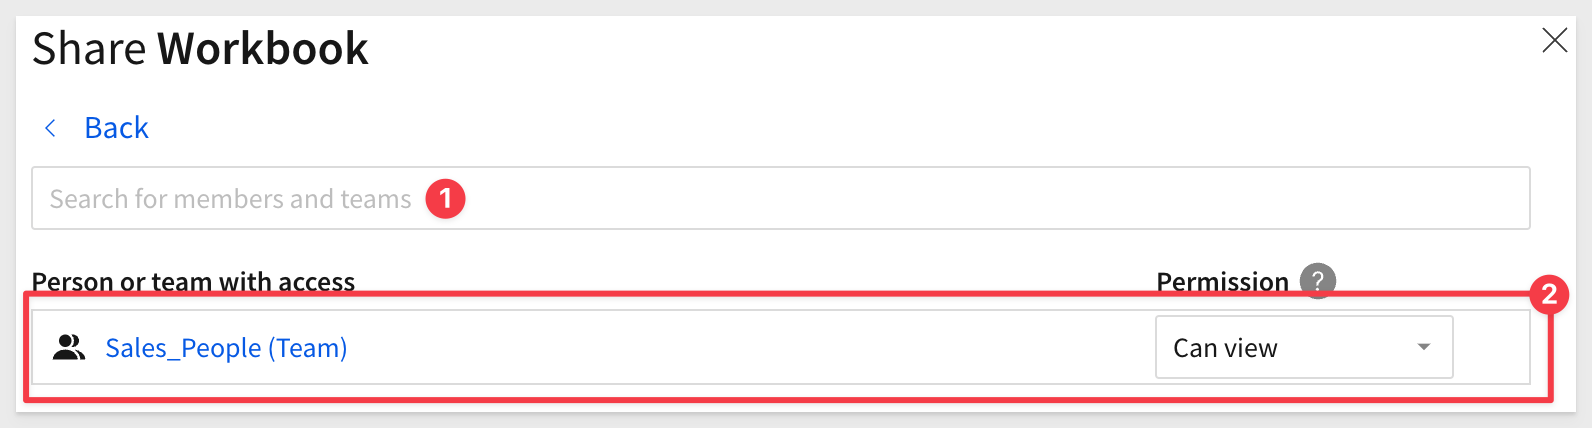 Share Workbook
Back
Search for members and teams 1
Person or team with access Permission ?
2
Sales_People (Team) Can view